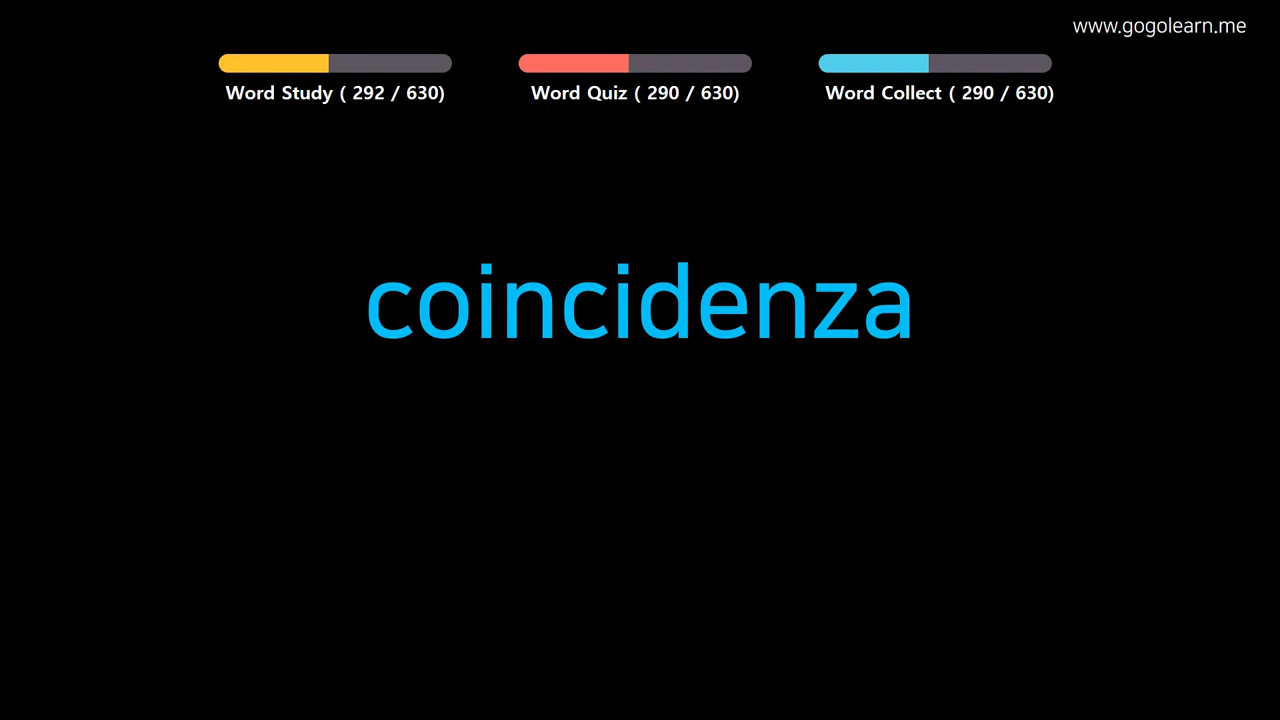 www.gogolearn.me
Word Study ( 292 / 630)
Word Quiz ( 290 / 630)
Word Collect ( 290 / 630)
coincidenza